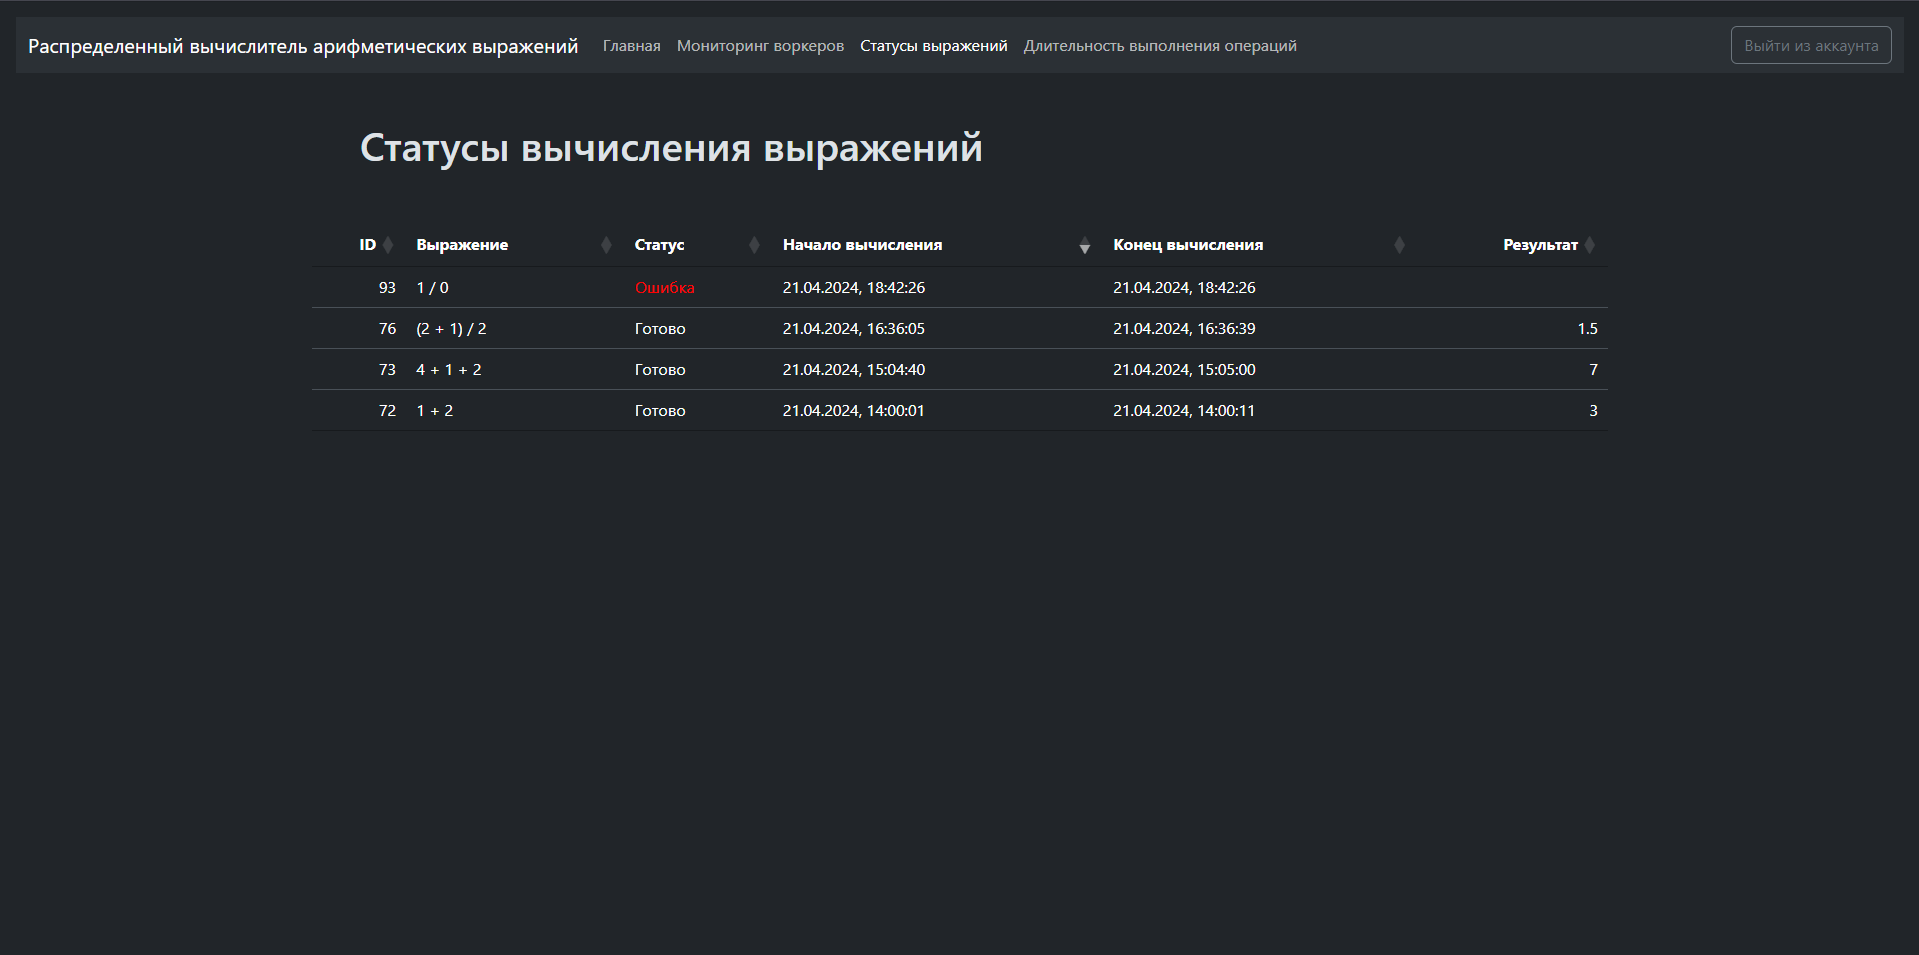 Распределенный вычислитель арифметических выражений Главная Мониторинг воркеров Статусы выражений Длительность выполнения операций Выйти из аккаунта
Статусы вычисления выражений
ID Выражение Статус Начало вычисления Конец вычисления Результат
93 1 / 0 Ошибка 21.04.2024, 18:42:26 21.04.2024, 18:42:26
76 (2 + 1) / 2 Готово 21.04.2024, 16:36:05 21.04.2024, 16:36:39 1.5
73 4 + 1 + 2 Готово 21.04.2024, 15:04:40 21.04.2024, 15:05:00 7
72 1 + 2 Готово 21.04.2024, 14:00:01 21.04.2024, 14:00:11 3